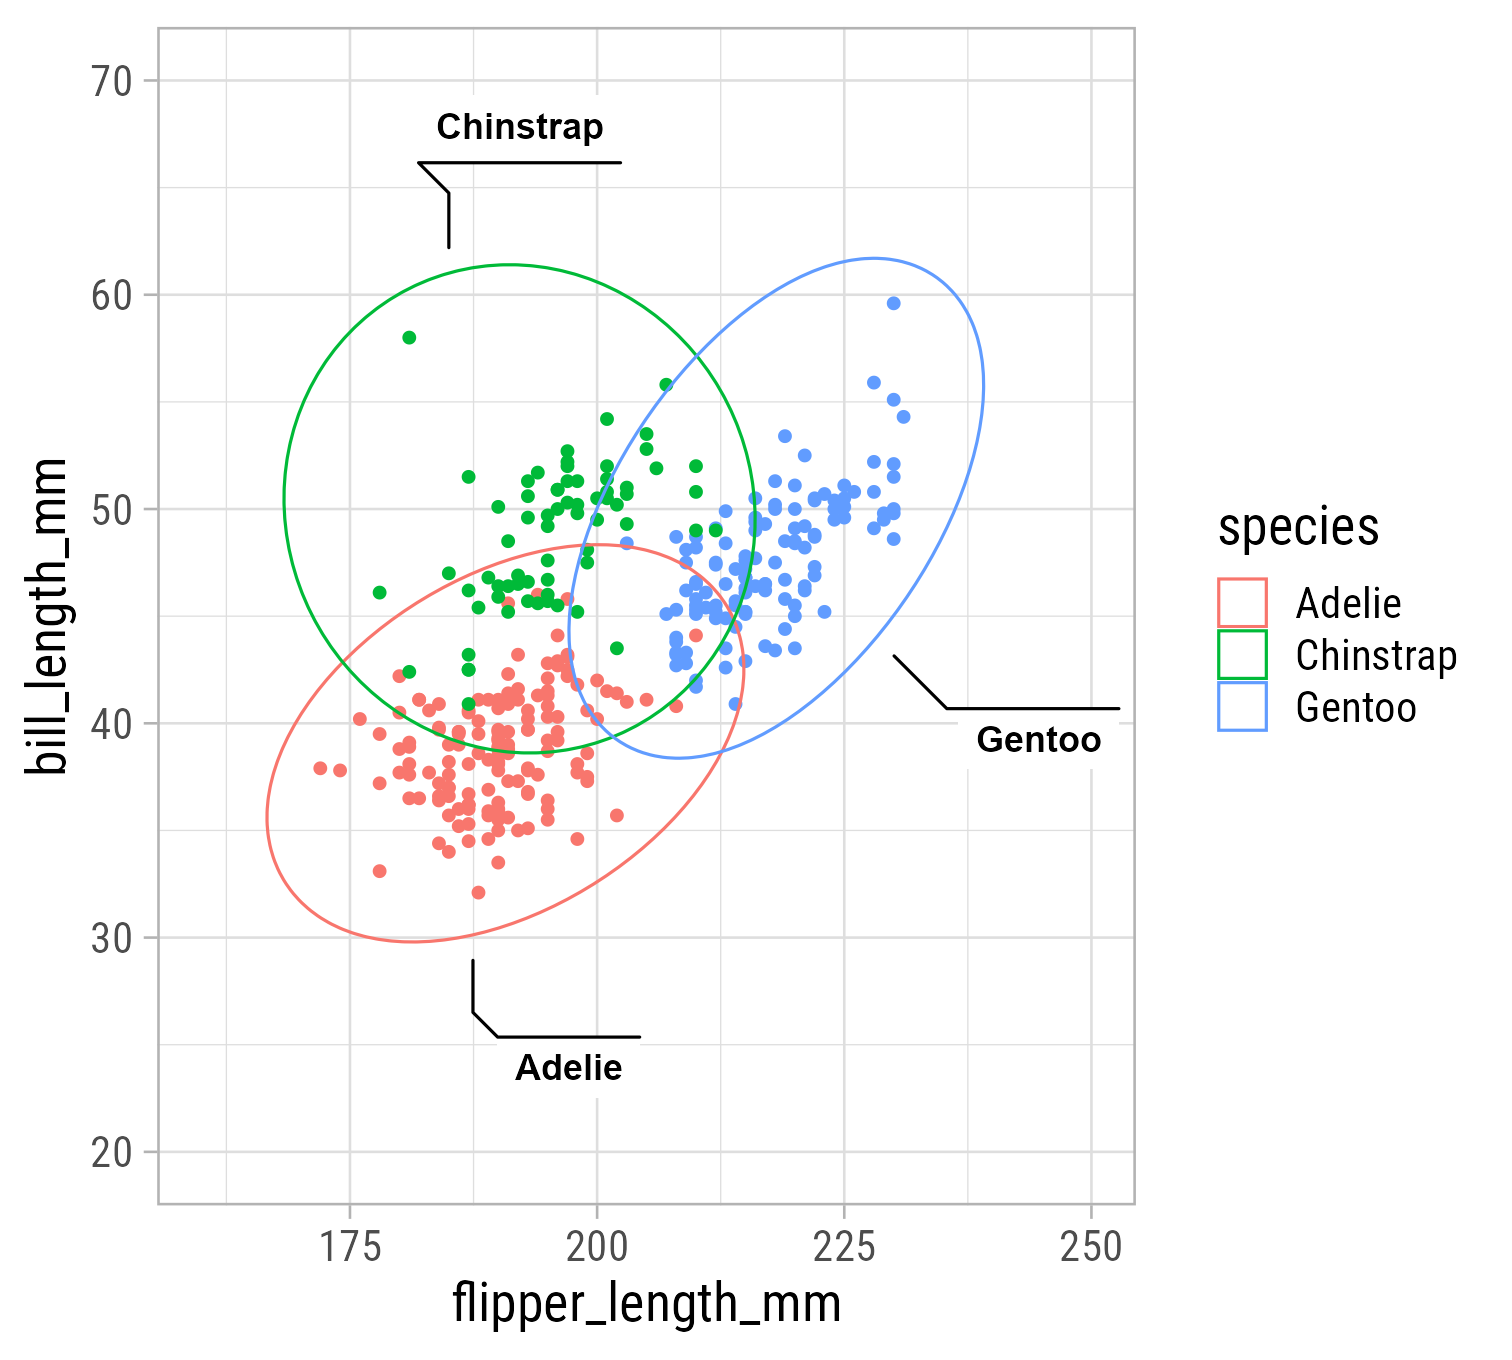 70
60
50
40
30
20
bill_length_mm
Chinstrap
Gentoo
Adelie
175
200
225
250
flipper_length_mm
species
Adelie
Chinstrap
Gentoo